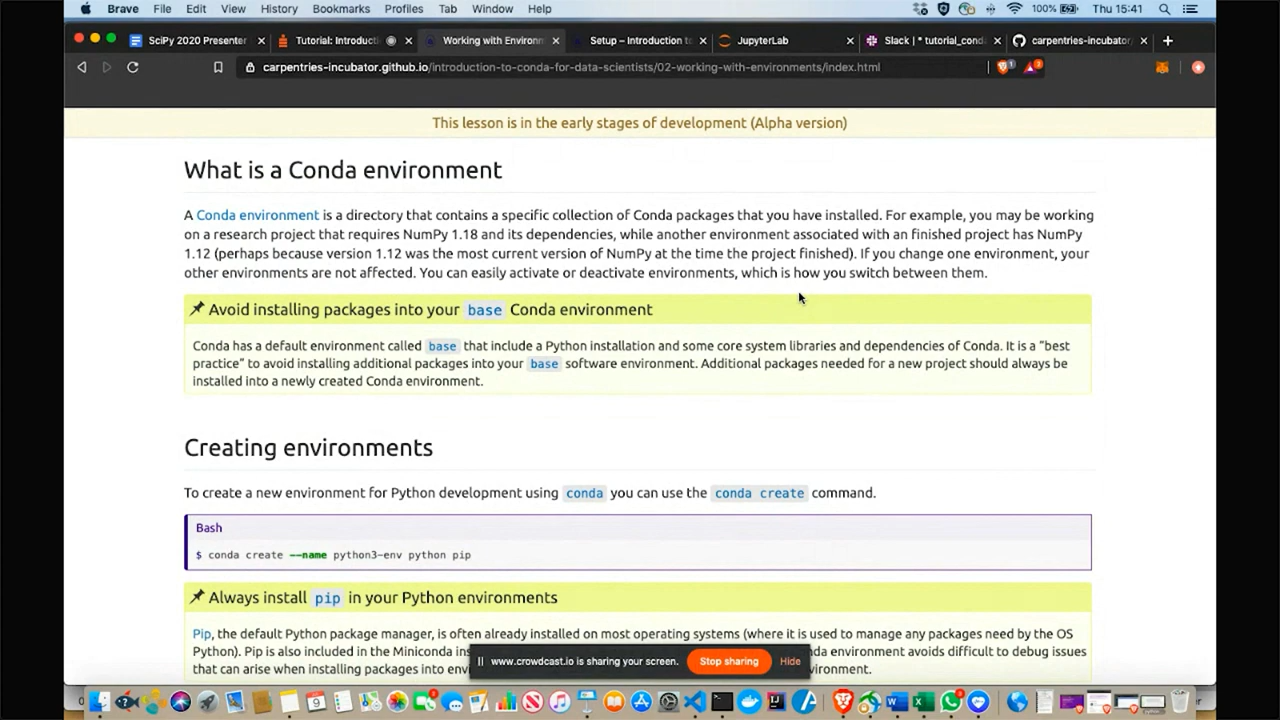 Brave File Edit View History Bookmarks Profiles Tab Window Help 100% Thu 15:41
SciPy 2020 Presenter Tutorial: Introducti Working with Environm Setup – Introduction to JupyterLab Slack | * tutorial_cond carpentries-incubator
carpentries-incubator.github.io/introduction-to-conda-for-data-scientists/02-working-with-environments/index.html
This lesson is in the early stages of development (Alpha version)
What is a Conda environment
A Conda environment is a directory that contains a specific collection of Conda packages that you have installed. For example, you may be working
on a research project that requires NumPy 1.18 and its dependencies, while another environment associated with an finished project has NumPy
1.12 (perhaps because version 1.12 was the most current version of NumPy at the time the project finished). If you change one environment, your
other environments are not affected. You can easily activate or deactivate environments, which is how you switch between them.
Avoid installing packages into your base Conda environment
Conda has a default environment called base that include a Python installation and some core system libraries and dependencies of Conda. It is a "best
practice" to avoid installing additional packages into your base software environment. Additional packages needed for a new project should always be
installed into a newly created Conda environment.
Creating environments
To create a new environment for Python development using conda you can use the conda create command.
Bash
$ conda create --name python3-env python pip
Always install pip in your Python environments
Pip, the default Python package manager, is often already installed on most operating systems (where it is used to manage any packages need by the OS
Python). Pip is also included in the Miniconda ins nda environment avoids difficult to debug issues
that can arise when installing packages into envi ronment.
www.crowdcast.io is sharing your screen. Stop sharing Hide